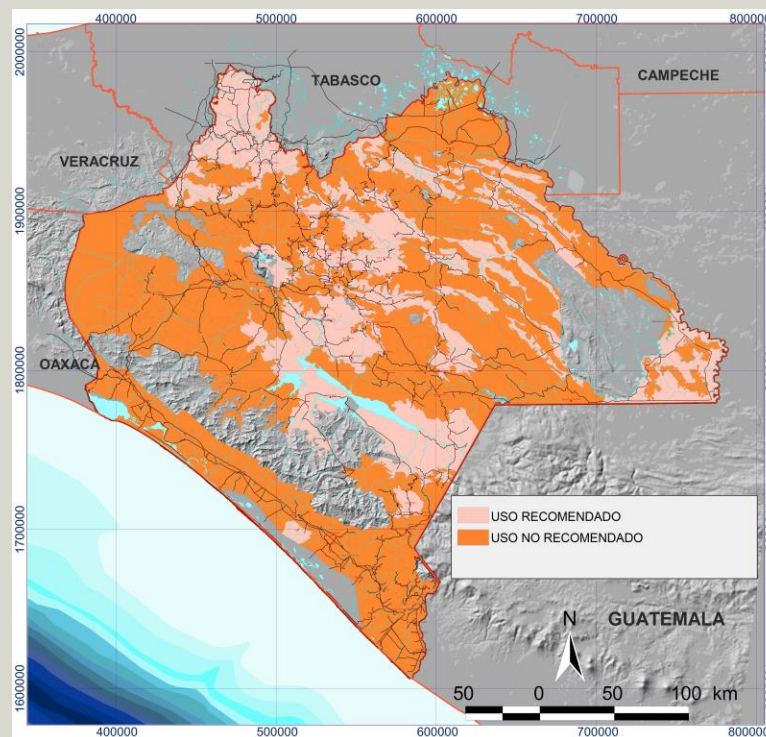 400000 500000 600000 700000 800000
2000000
TABASCO
CAMPECHE
VERACRUZ
1900000
OAXACA
1800000
USO RECOMENDADO
USO NO RECOMENDADO
1700000
GUATEMALA
N
1600000
50 0 50 100 km
400000 500000 600000 700000 800000